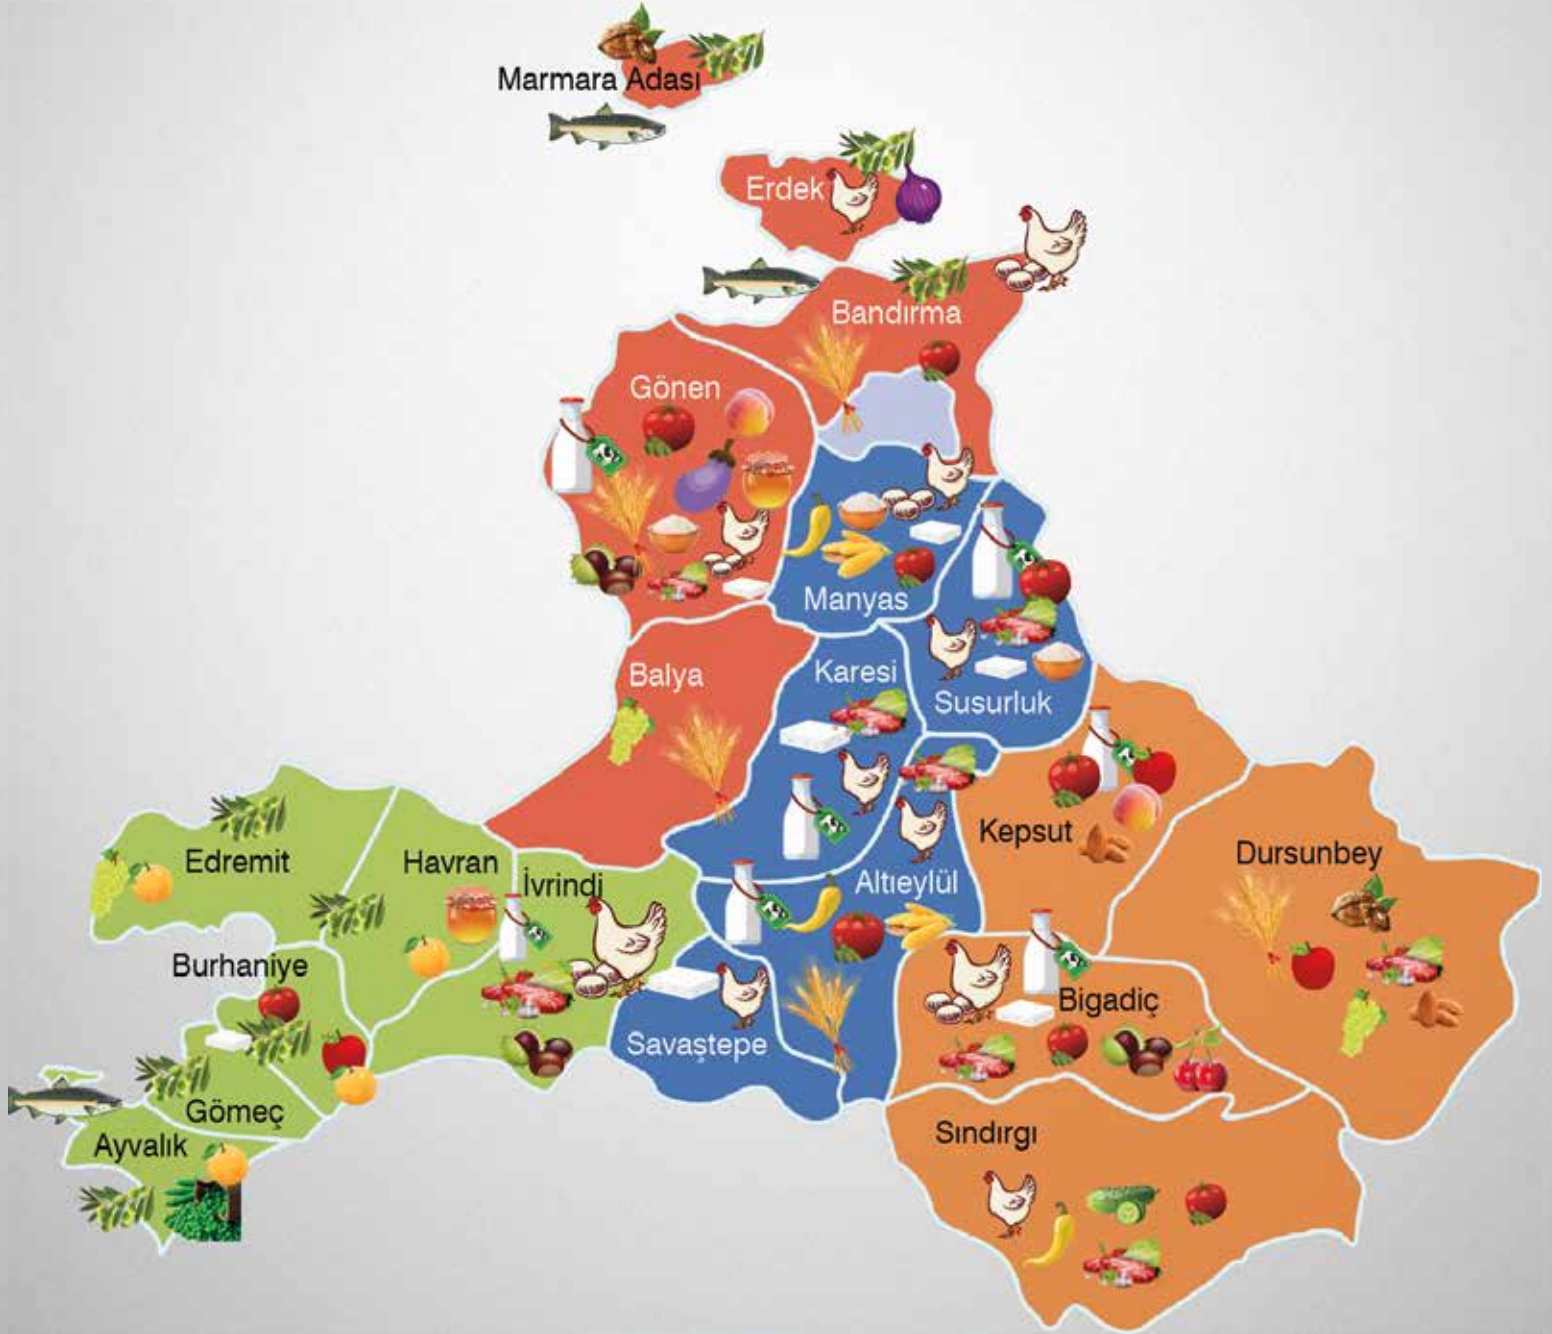 Marmara Adası
Erdek
Bandırma
Gönen
Manyas
Balya
Karesi
Susurluk
Kepsut
Dursunbey
Edremit
Havran
İvrindi
Altıeylül
Burhaniye
Bigadiç
Savaştepe
Gömeç
Ayvalık
Sındırgı